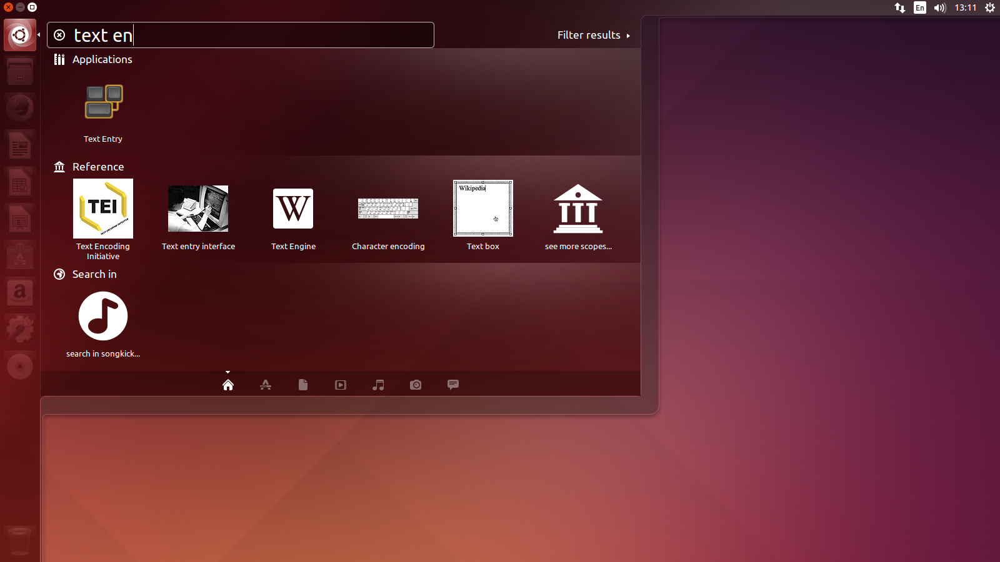 En
13:11
text en
Filter results
Applications
Text Entry
Reference
TEI
Wikipedia
W
Text Encoding
Initiative
Text entry interface
Text Engine
Character encoding
Text box
see more scopes...
Search in
search in songkick...